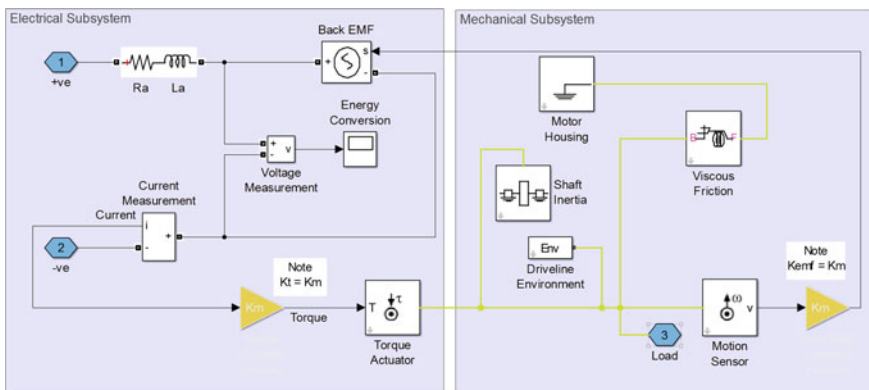 Electrical Subsystem
Mechanical Subsystem
Back EMF
1
+ve
Ra
La
+
s
-
Energy
Conversion
Motor
Housing
B
F
Viscous
Friction
+
-
v
Voltage
Measurement
Shaft
Inertia
Current
Measurement
Current
i
-
+
2
-ve
Env
Driveline
Environment
Note
Kt = Km
Km
Torque
T
τ
Torque
Actuator
3
Load
ω
v
Motion
Sensor
Note
Kemf = Km
Km